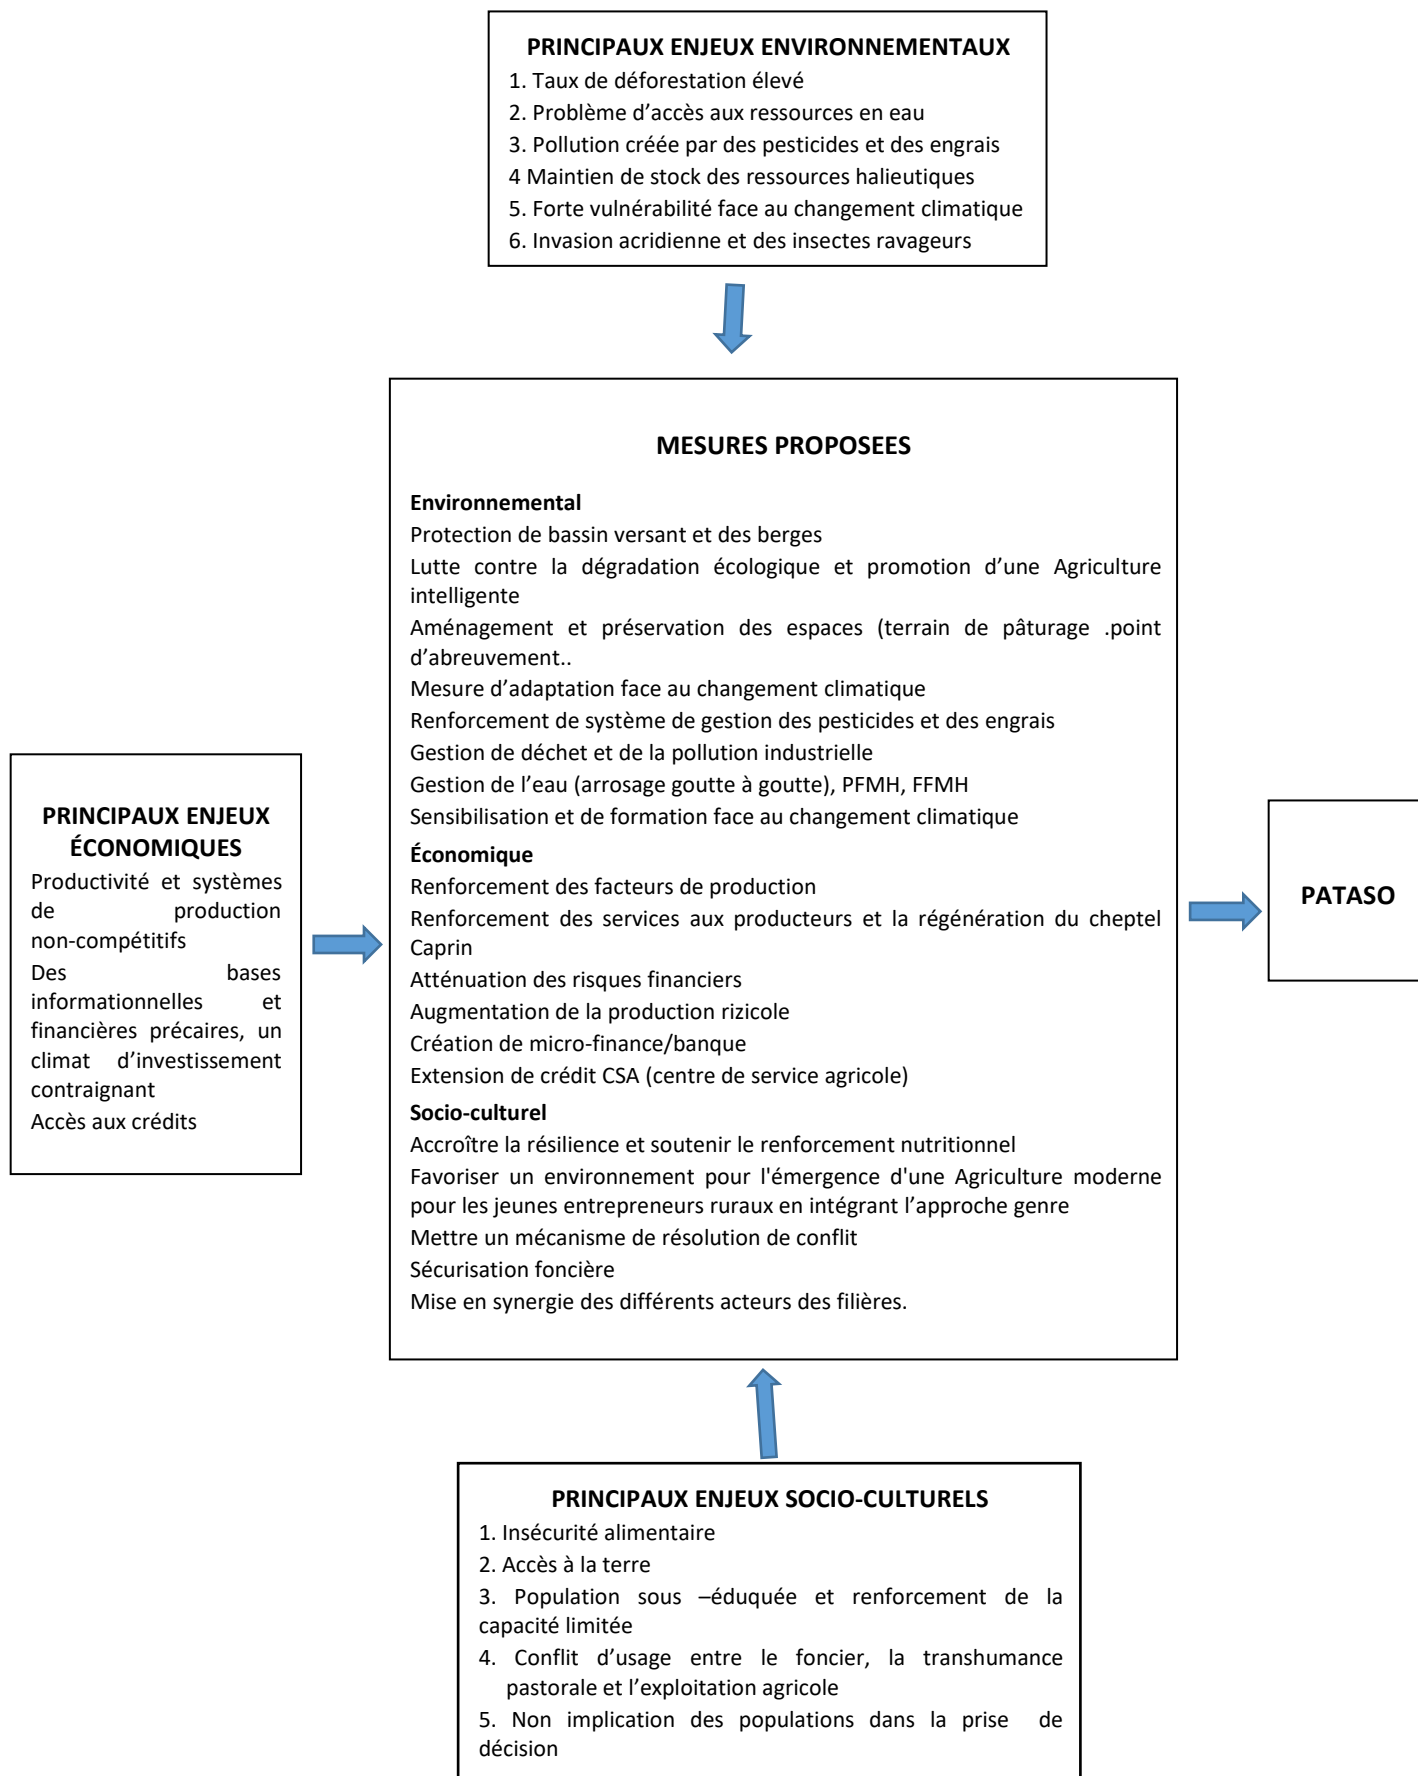 PRINCIPAUX ENJEUX ENVIRONNEMENTAUX
1. Taux de déforestation élevé
2. Problème d’accès aux ressources en eau
3. Pollution créée par des pesticides et des engrais
4 Maintien de stock des ressources halieutiques
5. Forte vulnérabilité face au changement climatique
6. Invasion acridienne et des insectes ravageurs
MESURES PROPOSEES
Environnemental
Protection de bassin versant et des berges
Lutte contre la dégradation écologique et promotion d’une Agriculture
intelligente
Aménagement et préservation des espaces (terrain de pâturage .point
d’abreuvement..
Mesure d’adaptation face au changement climatique
Renforcement de système de gestion des pesticides et des engrais
Gestion de déchet et de la pollution industrielle
Gestion de l’eau (arrosage goutte à goutte), PFMH, FFMH
Sensibilisation et de formation face au changement climatique
Économique
Renforcement des facteurs de production
Renforcement des services aux producteurs et la régénération du cheptel
Caprin
Atténuation des risques financiers
Augmentation de la production rizicole
Création de micro-finance/banque
Extension de crédit CSA (centre de service agricole)
Socio-culturel
Accroître la résilience et soutenir le renforcement nutritionnel
Favoriser un environnement pour l'émergence d'une Agriculture moderne
pour les jeunes entrepreneurs ruraux en intégrant l’approche genre
Mettre un mécanisme de résolution de conflit
Sécurisation foncière
Mise en synergie des différents acteurs des filières.
PRINCIPAUX ENJEUX
ÉCONOMIQUES
Productivité et systèmes
de production
non-compétitifs
Des bases
informationnelles et
financières précaires, un
climat d’investissement
contraignant
Accès aux crédits
PATASO
PRINCIPAUX ENJEUX SOCIO-CULTURELS
1. Insécurité alimentaire
2. Accès à la terre
3. Population sous –éduquée et renforcement de la
capacité limitée
4. Conflit d’usage entre le foncier, la transhumance
pastorale et l’exploitation agricole
5. Non implication des populations dans la prise de
décision